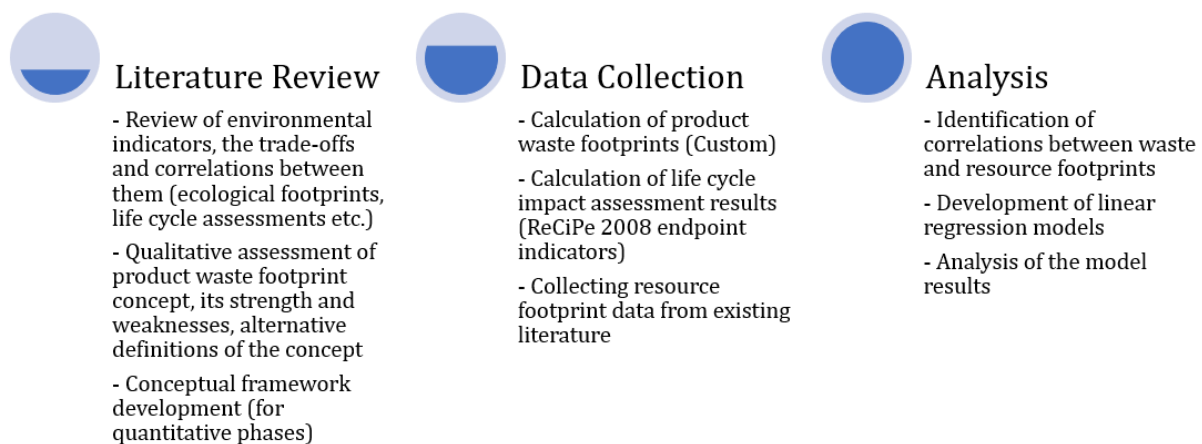 Literature Review
- Review of environmental
indicators, the trade-offs
and correlations between
them (ecological footprints,
life cycle assessments etc.)
- Qualitative assessment of
product waste footprint
concept, its strength and
weaknesses, alternative
definitions of the concept
- Conceptual framework
development (for
quantitative phases)
Data Collection
- Calculation of product
waste footprints (Custom)
- Calculation of life cycle
impact assessment results
(ReCiPe 2008 endpoint
indicators)
- Collecting resource
footprint data from existing
literature
Analysis
- Identification of
correlations between waste
and resource footprints
- Development of linear
regression models
- Analysis of the model
results